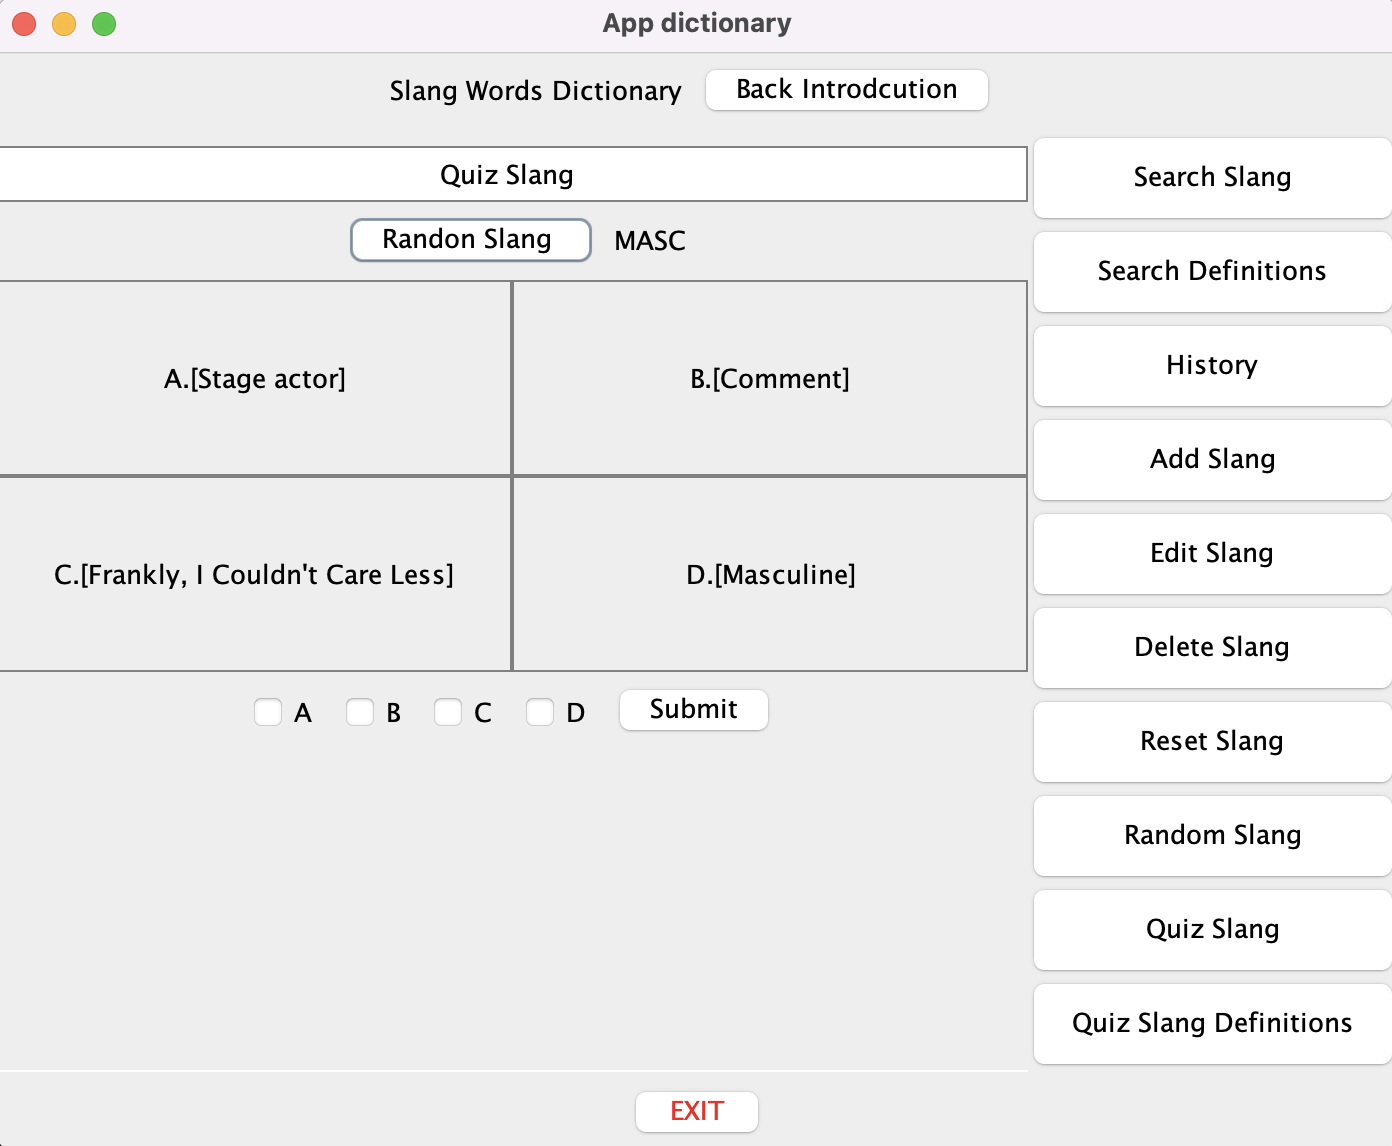 App dictionary
Slang Words Dictionary
Back Introdcution
Quiz Slang
Randon Slang
MASC
A.[Stage actor]
B.[Comment]
C.[Frankly, I Couldn't Care Less]
D.[Masculine]
A
B
C
D
Submit
Search Slang
Search Definitions
History
Add Slang
Edit Slang
Delete Slang
Reset Slang
Random Slang
Quiz Slang
Quiz Slang Definitions
EXIT